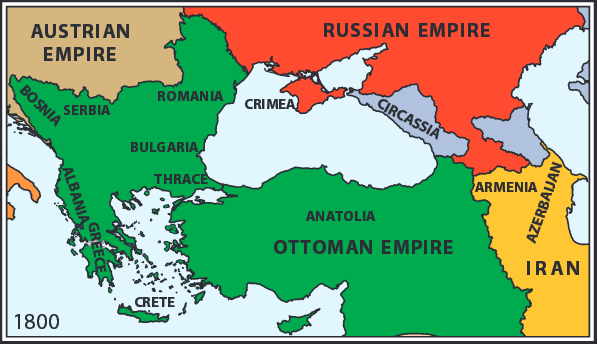 AUSTRIAN
EMPIRE
RUSSIAN EMPIRE
BOSNIA
SERBIA
ROMANIA
CRIMEA
CIRCASSIA
BULGARIA
THRACE
ALBANIA
GREECE
ANATOLIA
OTTOMAN EMPIRE
ARMENIA
AZERBAIJAN
IRAN
CRETE
1800